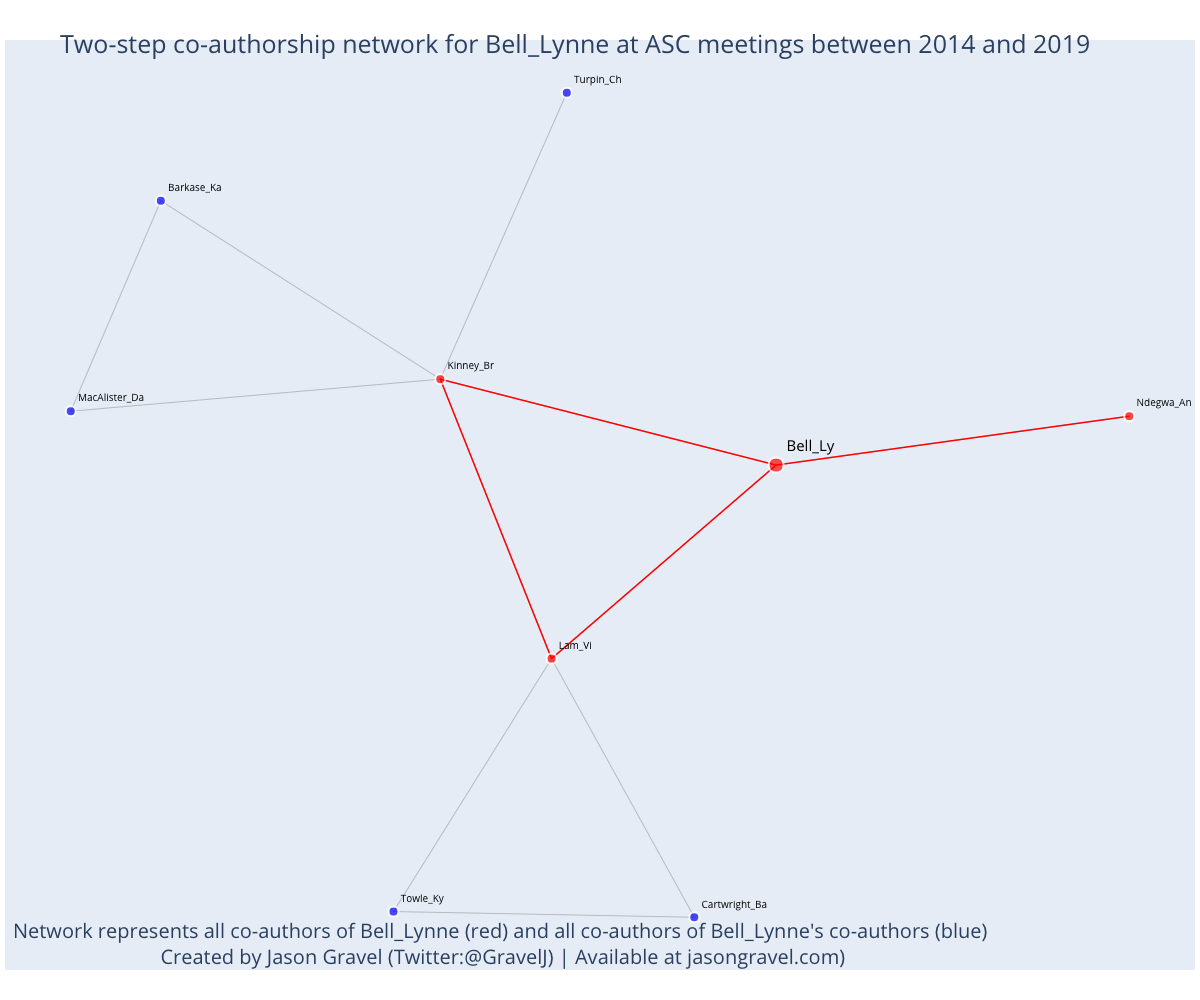 Two-step co-authorship network for Bell_Lynne at ASC meetings between 2014 and 2019
Turpin_Ch
Barkase_Ka
Kinney_Br
MacAlister_Da
Ndegwa_An
Bell_Ly
Lam_Vi
Towle_Ky
Cartwright_Ba
Network represents all co-authors of Bell_Lynne (red) and all co-authors of Bell_Lynne's co-authors (blue)
Created by Jason Gravel (Twitter:@GravelJ) | Available at jasongravel.com)